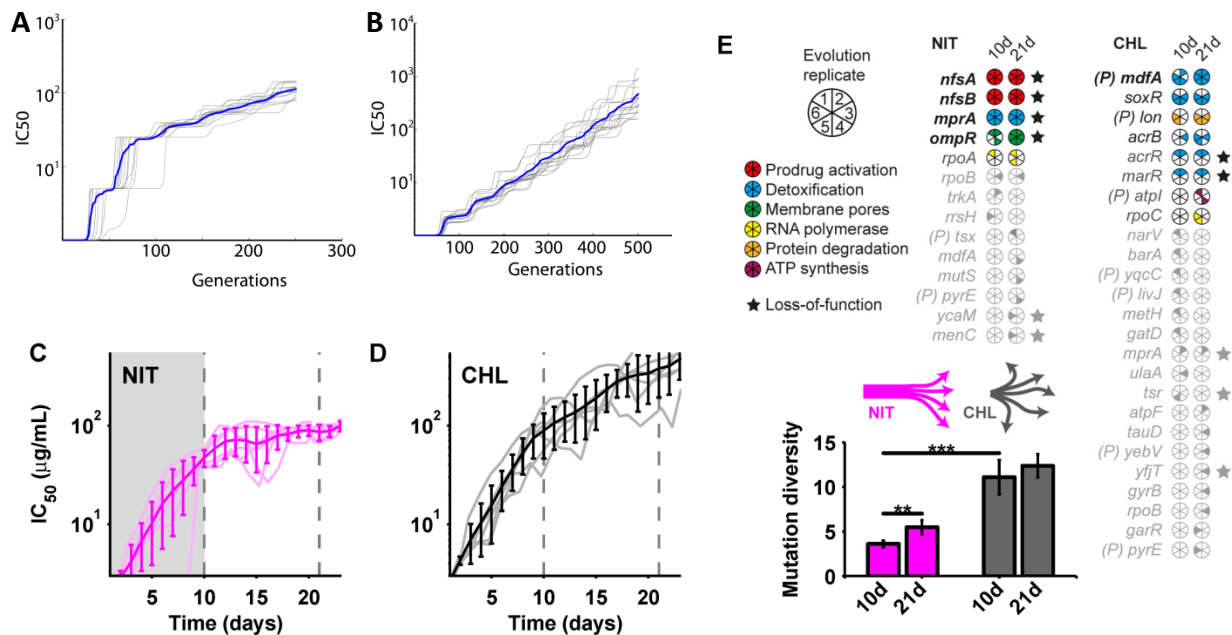 A
10³
10²
10¹
IC50
100
200
300
Generations
B
10⁴
10³
10²
10¹
IC50
100
200
300
400
500
Generations
C
NIT
10²
10¹
IC₅₀ (µg/mL)
5
10
15
20
Time (days)
D
CHL
10²
10¹
5
10
15
20
Time (days)
E
Evolution
replicate
1 2
6 3
5 4
Prodrug activation
Detoxification
Membrane pores
RNA polymerase
Protein degradation
ATP synthesis
Loss-of-function
NIT 10d 21d
nfsA
nfsB
mprA
ompR
rpoA
rpoB
trkA
rrsH
(P) tsx
mdfA
mutS
(P) pyrE
ycaM
menC
CHL 10d 21d
(P) mdfA
soxR
(P) lon
acrB
acrR
marR
(P) atpI
rpoC
narV
barA
(P) yqcC
(P) livJ
metH
gatD
mprA
ulaA
tsr
atpF
tauD
(P) yebV
yfjT
gyrB
rpoB
garR
(P) pyrE
NIT
CHL
Mutation diversity
15
10
5
0
***
**
10d
21d
10d
21d